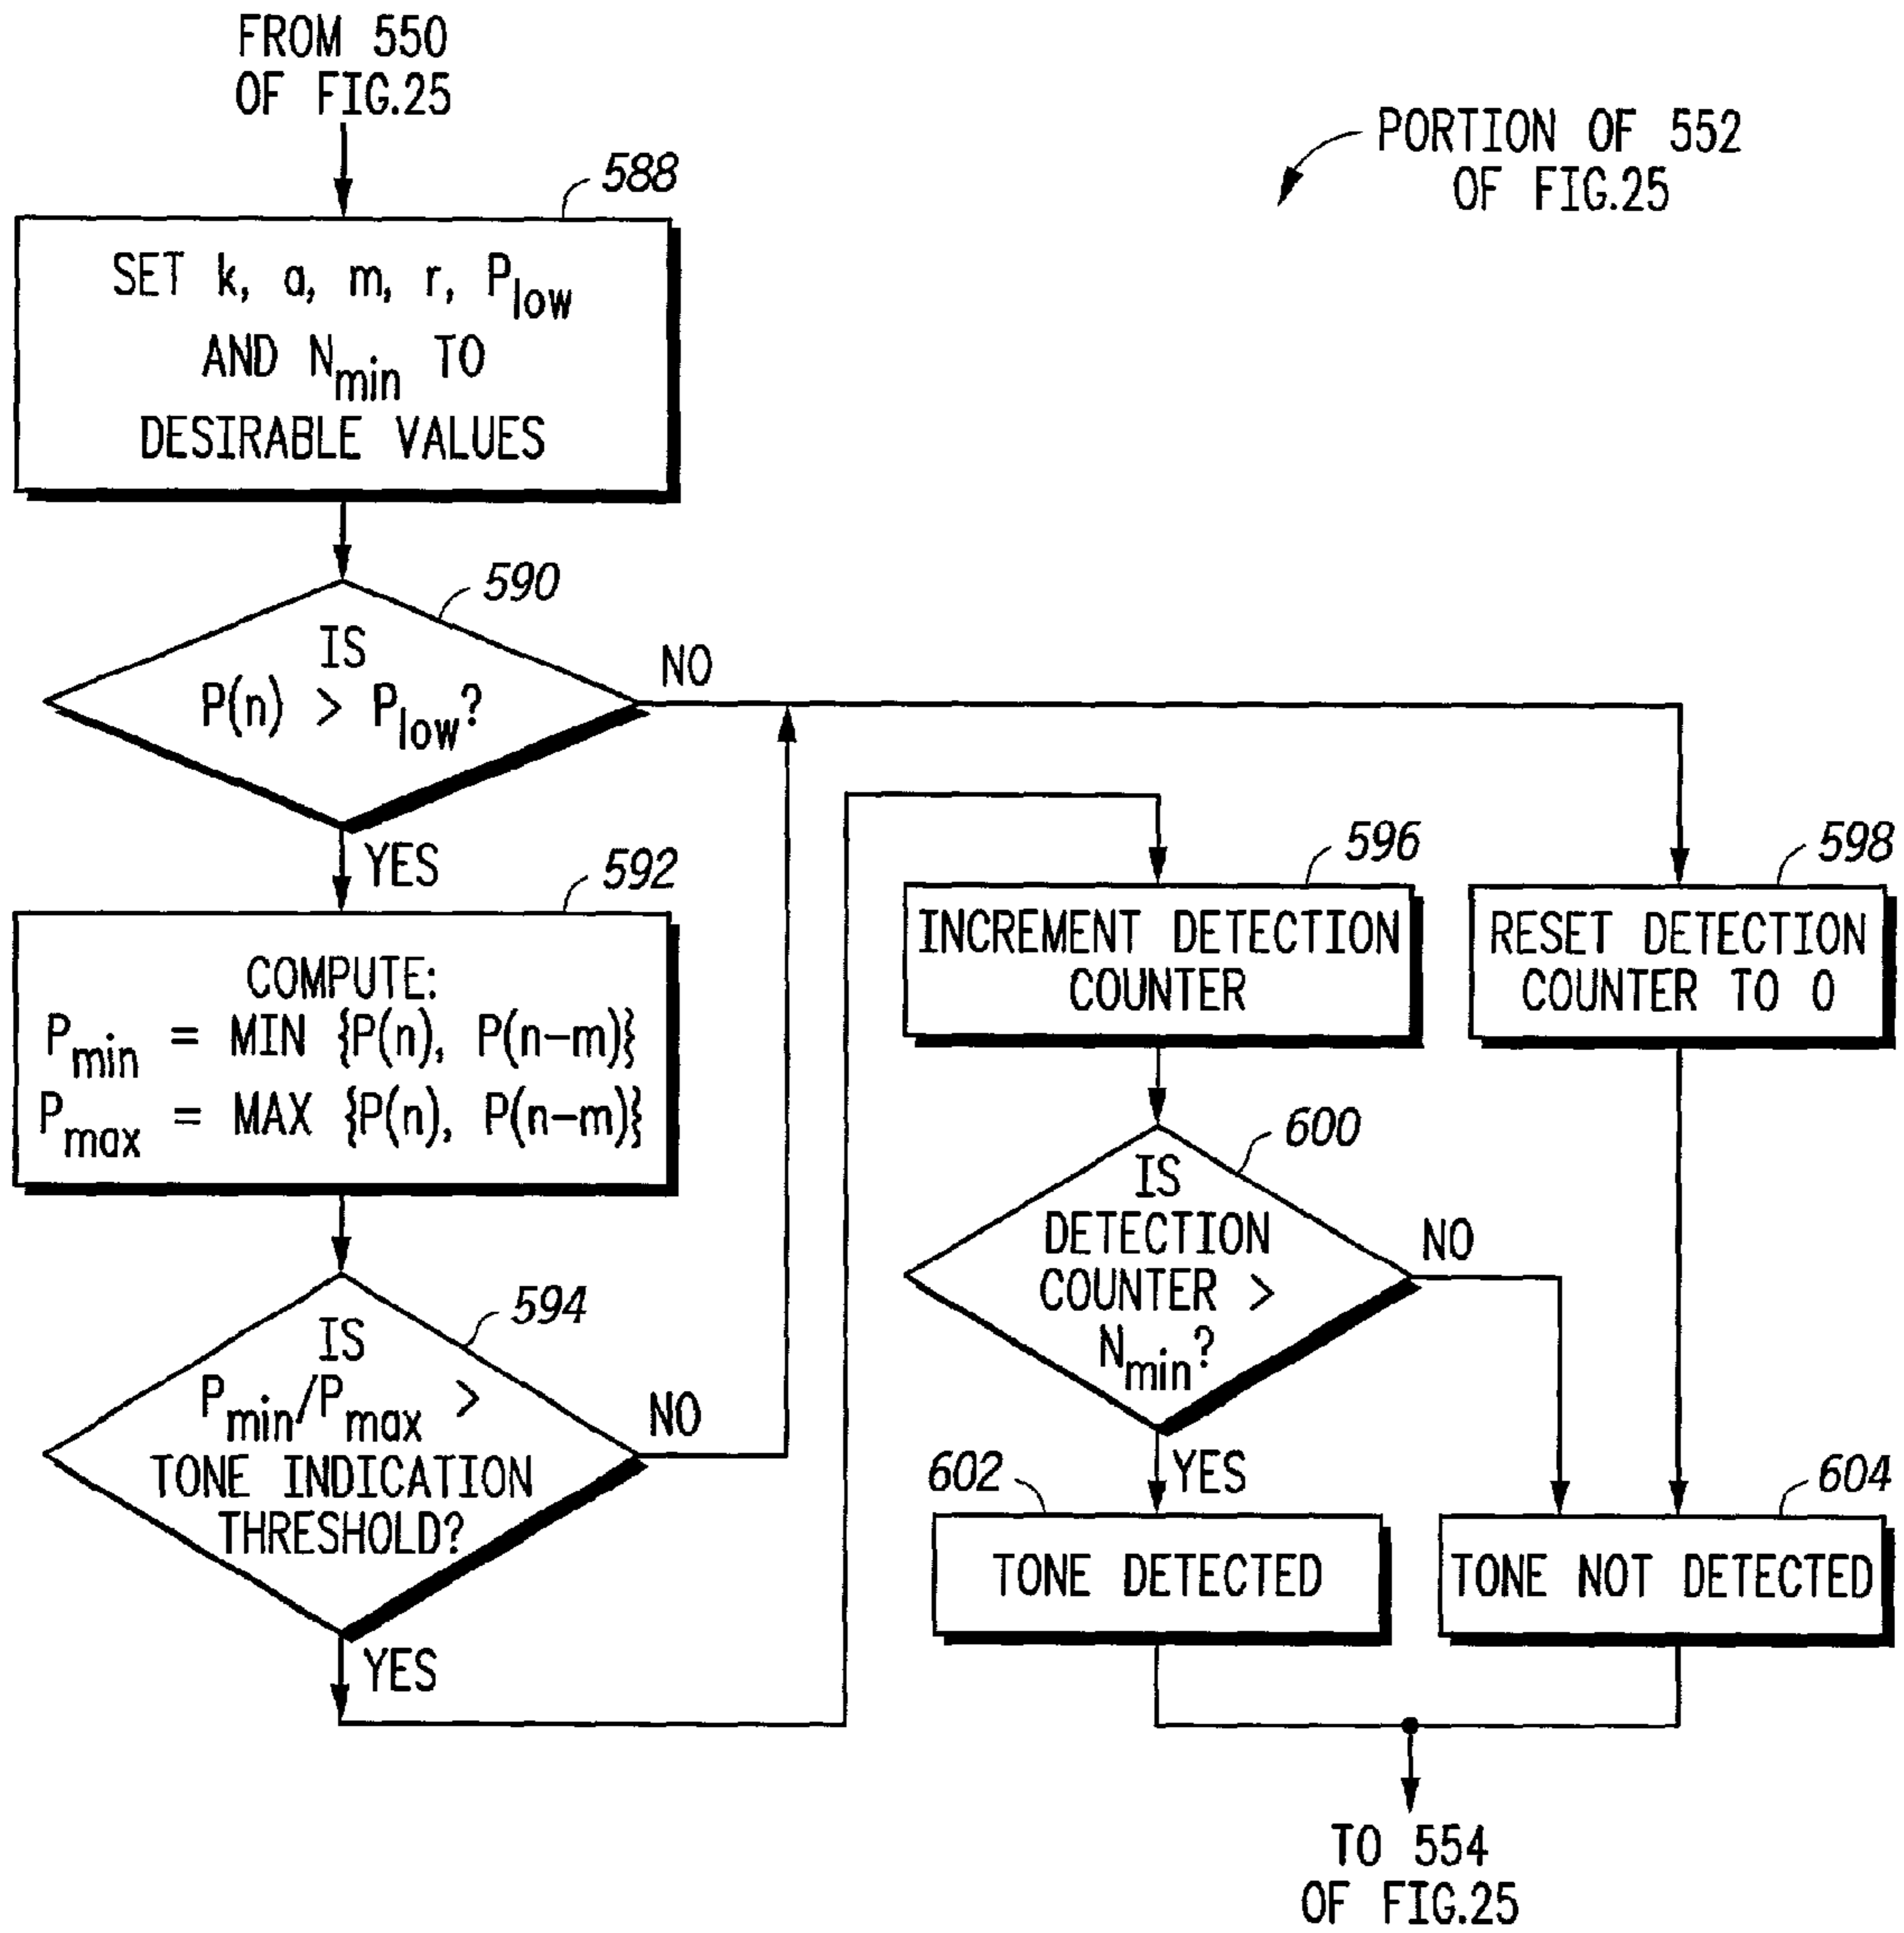 FROM 550
OF FIG.25
PORTION OF 552
OF FIG.25
588
SET k, a, m, r, Plow
AND Nmin TO
DESIRABLE VALUES
590
IS
P(n) > Plow?
NO
YES
592
COMPUTE:
Pmin = MIN {P(n), P(n-m)}
Pmax = MAX {P(n), P(n-m)}
594
IS
Pmin/Pmax >
TONE INDICATION
THRESHOLD?
NO
YES
596
INCREMENT DETECTION
COUNTER
598
RESET DETECTION
COUNTER TO 0
600
IS
DETECTION
COUNTER >
Nmin?
NO
YES
602
TONE DETECTED
604
TONE NOT DETECTED
TO 554
OF FIG.25